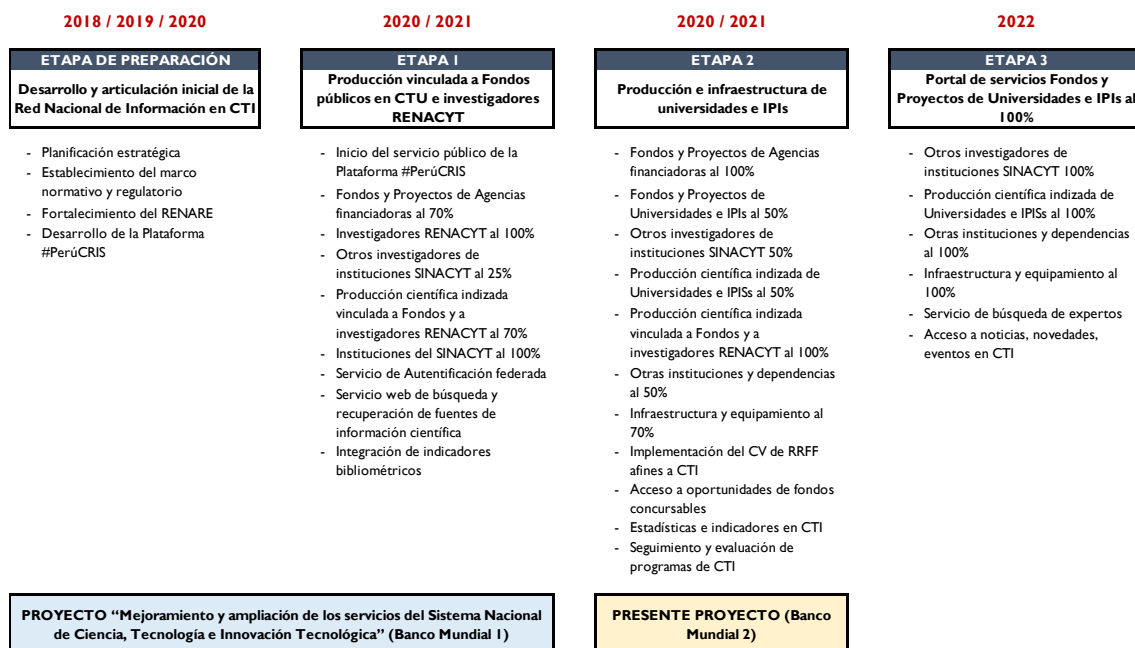 2018 / 2019 / 2020
ETAPA DE PREPARACIÓN
Desarrollo y articulación inicial de la
Red Nacional de Información en CTI
- Planificación estratégica
- Establecimiento del marco
normativo y regulatorio
- Fortalecimiento del RENARE
- Desarrollo de la Plataforma
#PerúCRIS
2020 / 2021
ETAPA 1
Producción vinculada a Fondos
públicos en CTU e investigadores
RENACYT
- Inicio del servicio público de la
Plataforma #PerúCRIS
- Fondos y Proyectos de Agencias
financiadoras al 70%
- Investigadores RENACYT al 100%
- Otros investigadores de
instituciones SINACYT al 25%
- Producción científica indizada
vinculada a Fondos y a
investigadores RENACYT al 70%
- Instituciones del SINACYT al 100%
- Servicio de Autentificación federada
- Servicio web de búsqueda y
recuperación de fuentes de
información científica
- Integración de indicadores
bibliométricos
2020 / 2021
ETAPA 2
Producción e infraestructura de
universidades e IPIs
- Fondos y Proyectos de Agencias
financiadoras al 100%
- Fondos y Proyectos de
Universidades e IPIs al 50%
- Otros investigadores de
instituciones SINACYT 50%
- Producción científica indizada de
Universidades e IPISs al 50%
- Producción científica indizada
vinculada a Fondos y a
investigadores RENACYT al 100%
- Otras instituciones y dependencias
al 50%
- Infraestructura y equipamiento al
70%
- Implementación del CV de RRFF
afines a CTI
- Acceso a oportunidades de fondos
concursables
- Estadísticas e indicadores en CTI
- Seguimiento y evaluación de
programas de CTI
2022
ETAPA 3
Portal de servicios Fondos y
Proyectos de Universidades e IPIs al
100%
- Otros investigadores de
instituciones SINACYT 100%
- Producción científica indizada de
Universidades e IPISs al 100%
- Otras instituciones y dependencias
al 100%
- Infraestructura y equipamiento al
100%
- Servicio de búsqueda de expertos
- Acceso a noticias, novedades,
eventos en CTI
PROYECTO “Mejoramiento y ampliación de los servicios del Sistema Nacional
de Ciencia, Tecnología e Innovación Tecnológica” (Banco Mundial 1)
PRESENTE PROYECTO (Banco
Mundial 2)